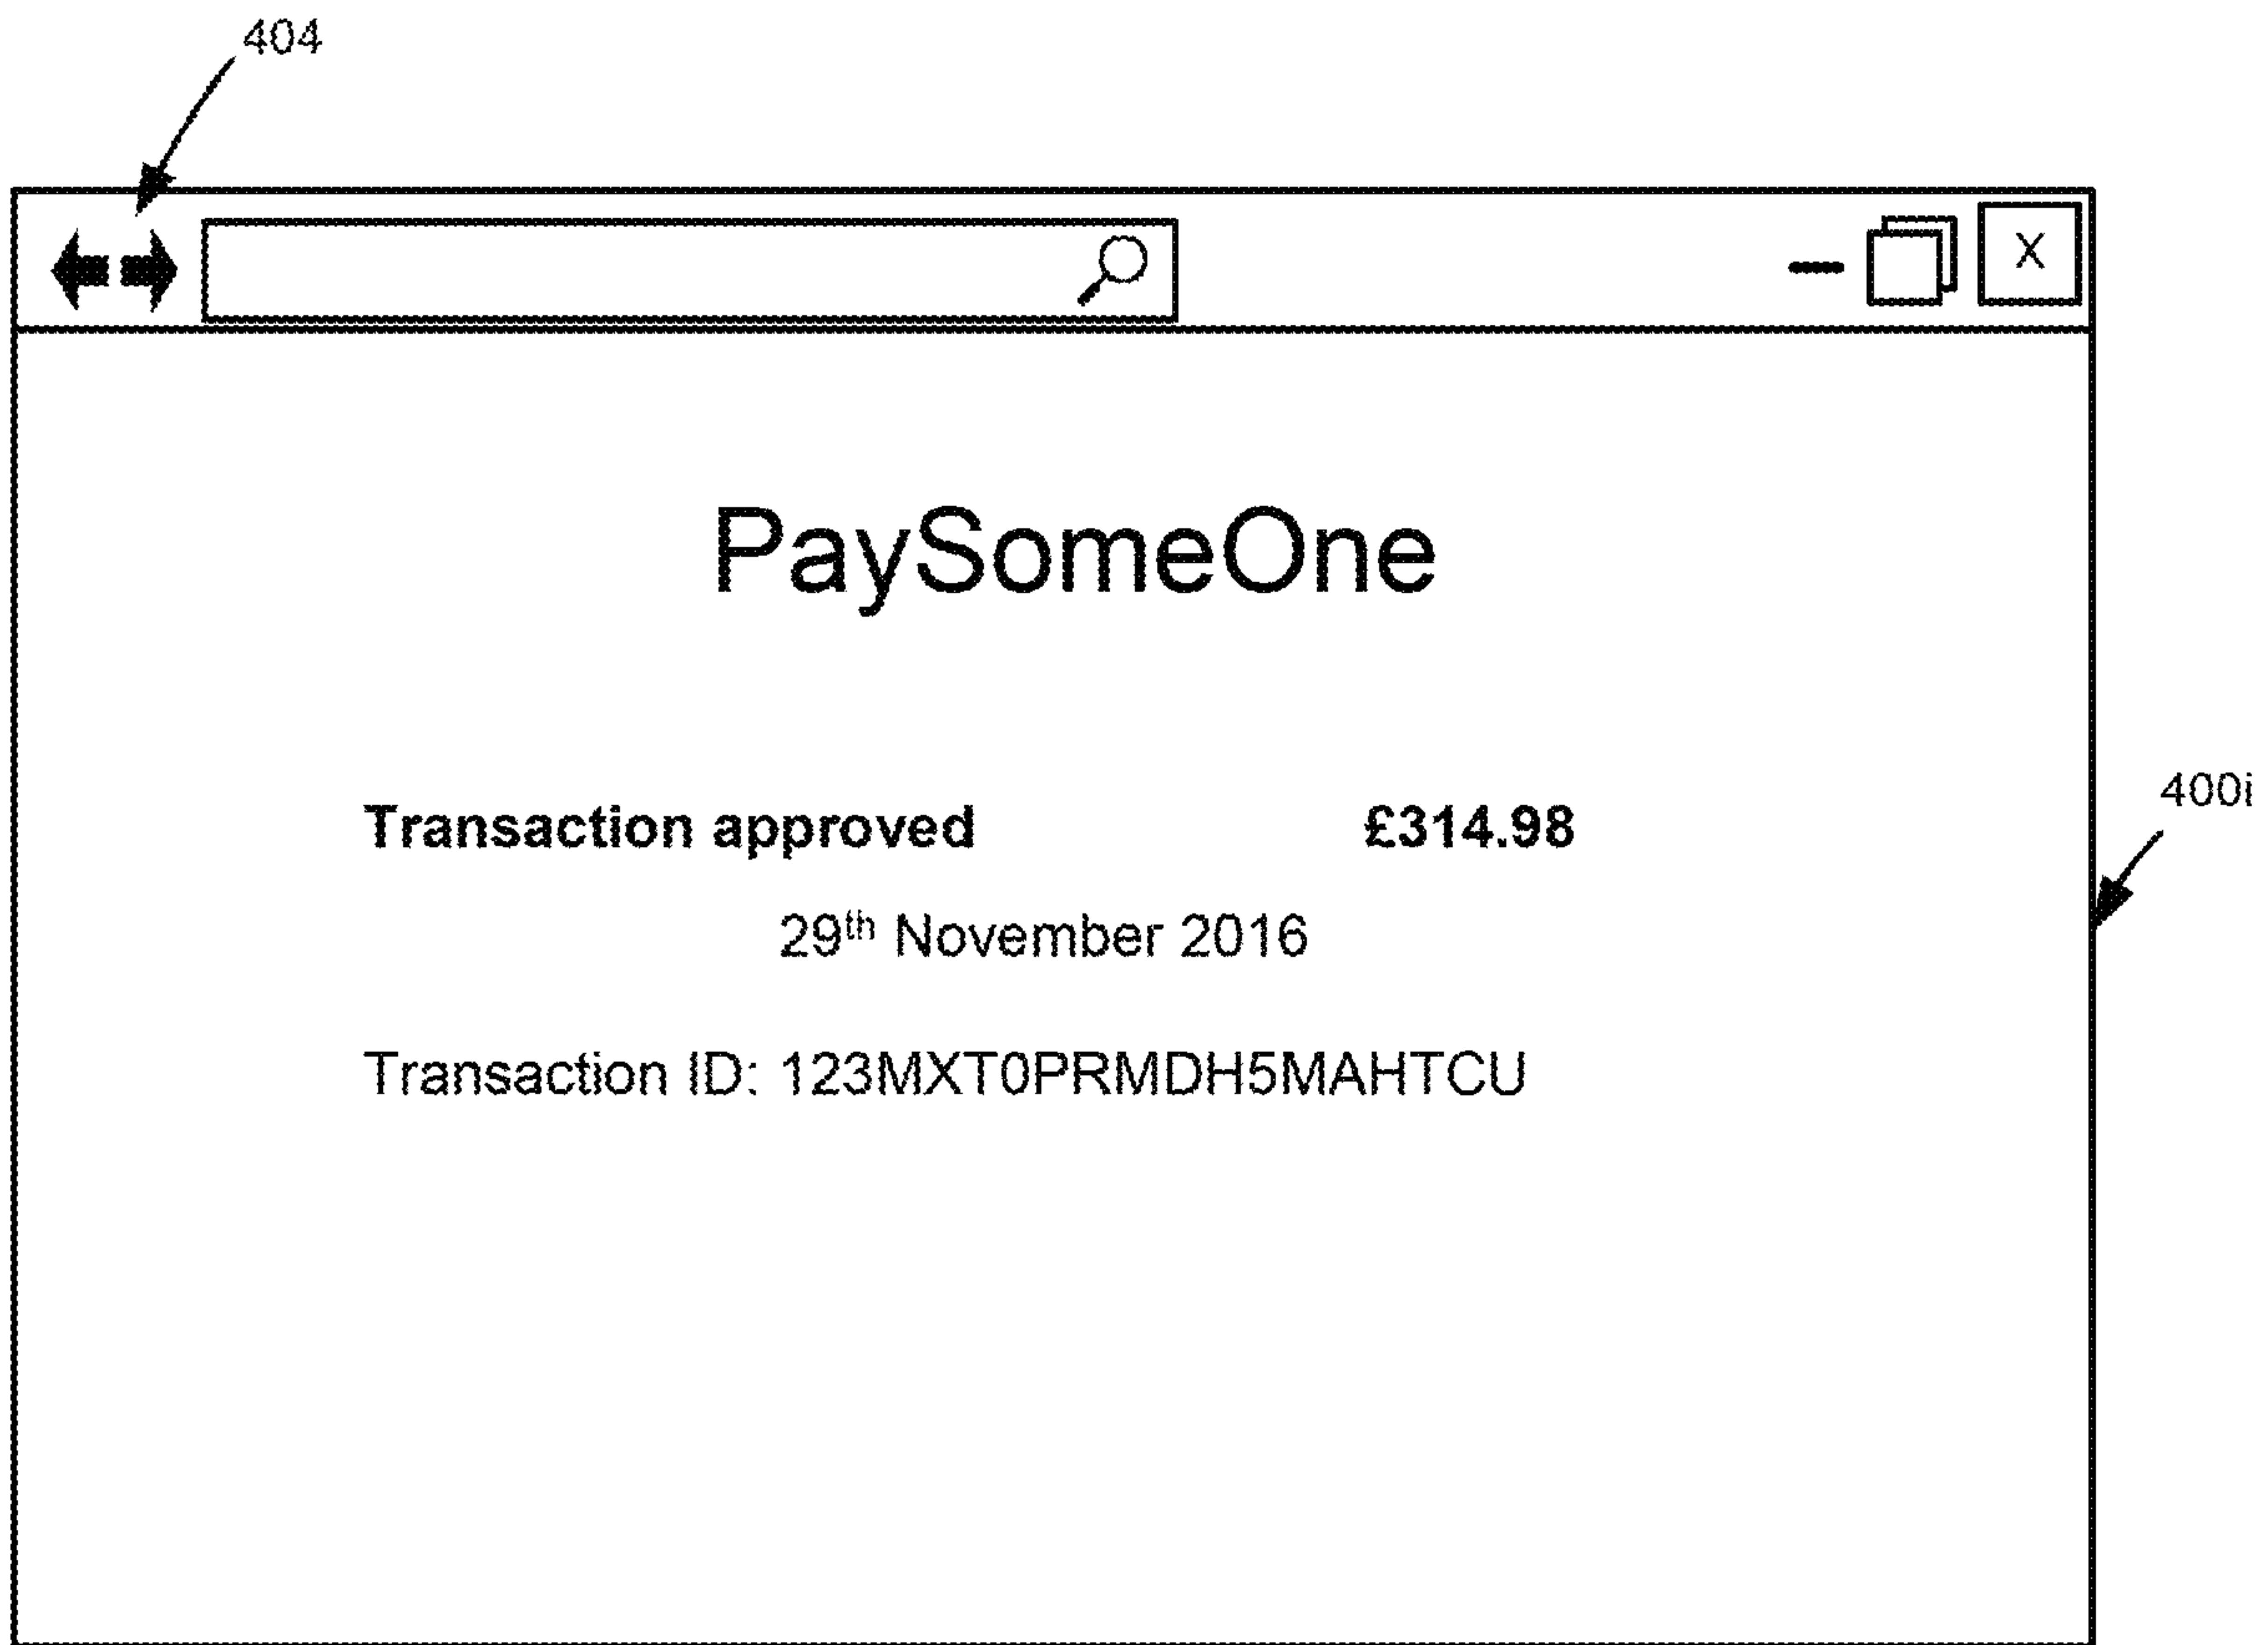 404
X
PaySomeOne
Transaction approved £314.98
400i
29th November 2016
Transaction ID: 123MXT0PRMDH5MAHTCU